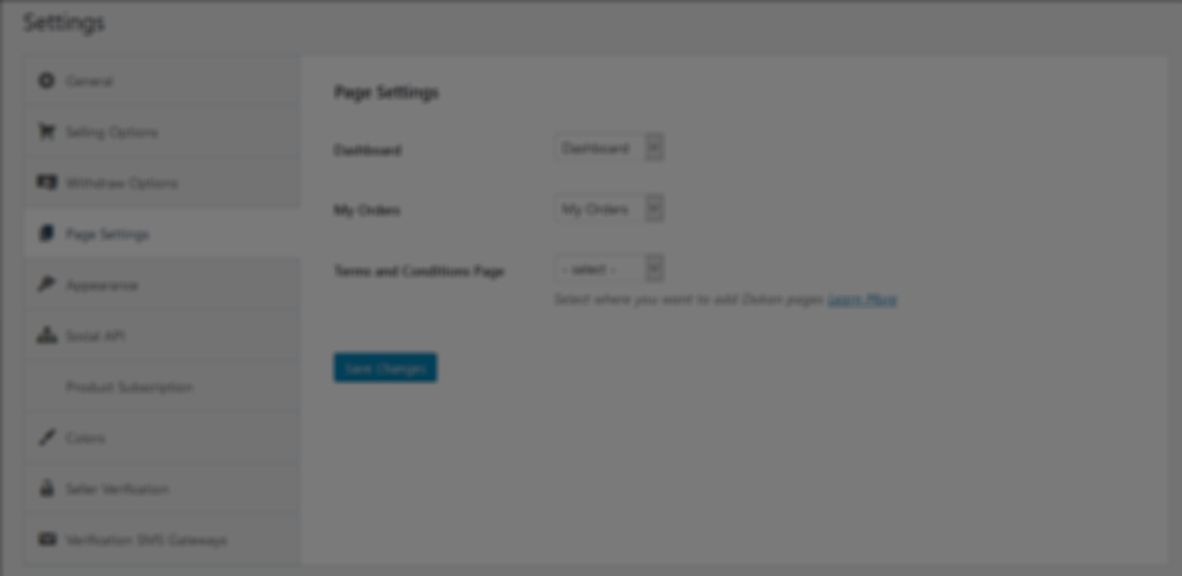 Settings
General
Selling Options
Withdraw Options
Page Settings
Appearance
Social API
Product Subscription
Colors
Seller Verification
Verification SMS Gateways
Page Settings
Dashboard Dashboard
My Orders My Orders
Terms and Conditions Page - select -
Select where you want to add Dokan pages Learn More
Save Changes